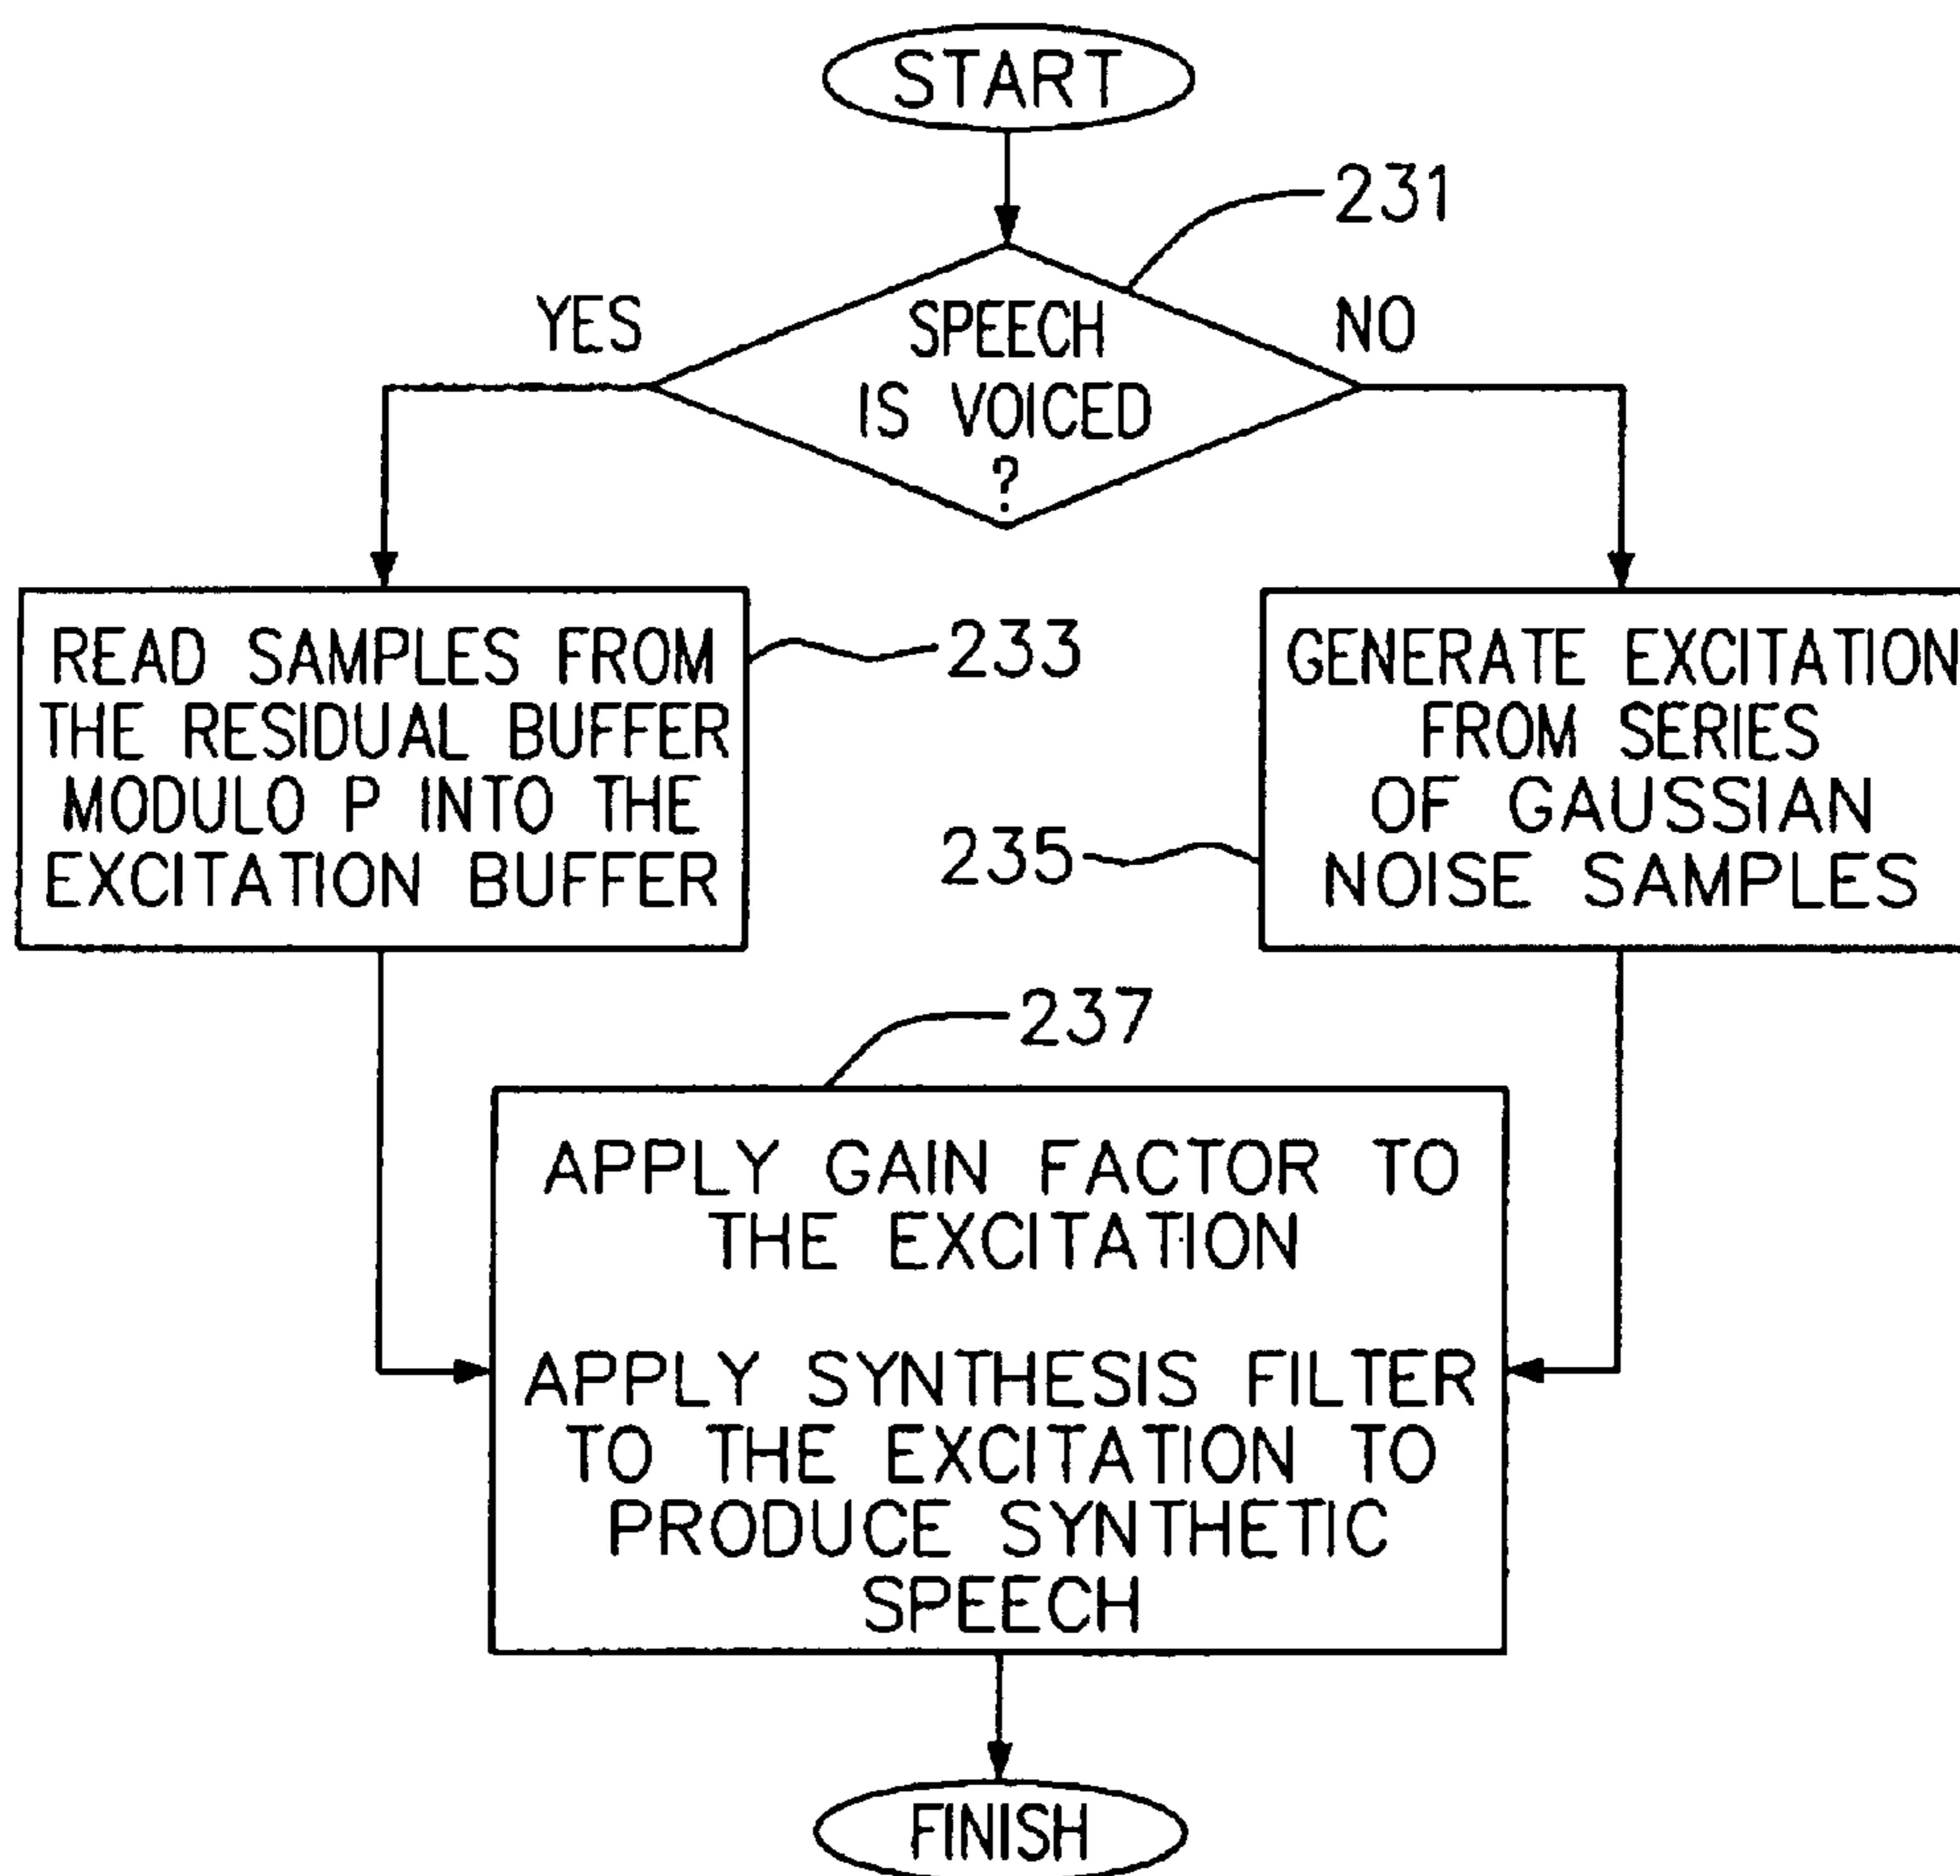 START
231
YES
NO
SPEECH
IS VOICED
?
READ SAMPLES FROM
THE RESIDUAL BUFFER
MODULO P INTO THE
EXCITATION BUFFER
233
GENERATE EXCITATION
FROM SERIES
OF GAUSSIAN
NOISE SAMPLES
235
237
APPLY GAIN FACTOR TO
THE EXCITATION
APPLY SYNTHESIS FILTER
TO THE EXCITATION TO
PRODUCE SYNTHETIC
SPEECH
FINISH